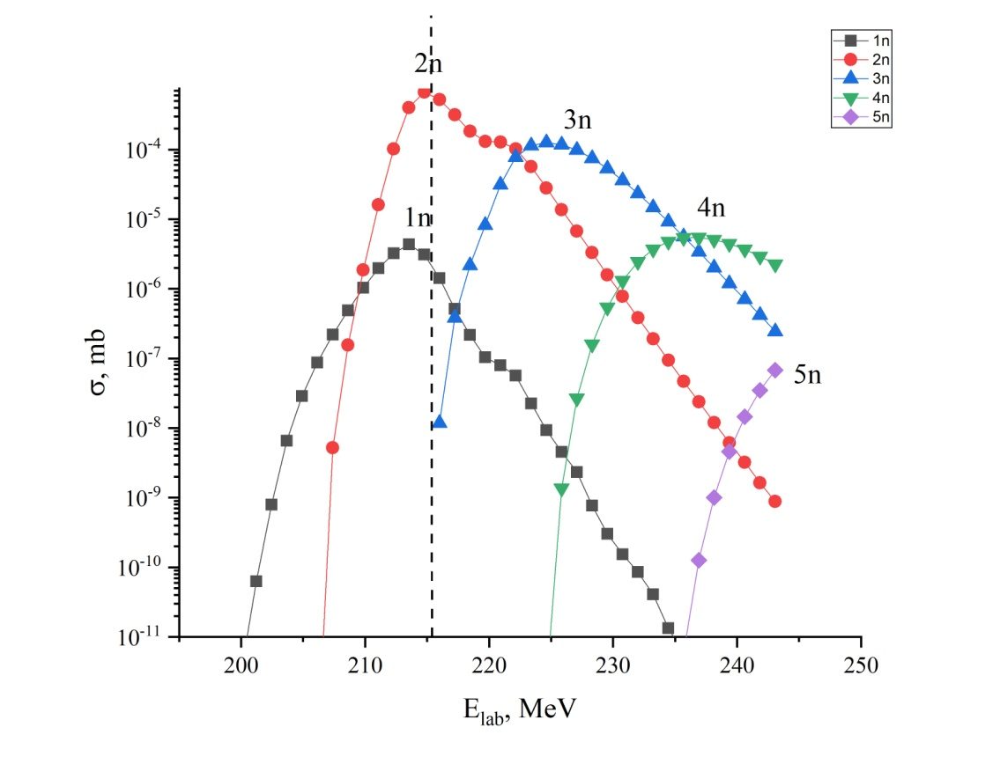 2n
1n
2n
3n
4n
5n
3n
1n
4n
5n
10⁻⁴
10⁻⁵
10⁻⁶
10⁻⁷
10⁻⁸
10⁻⁹
10⁻¹⁰
10⁻¹¹
σ, mb
200 210 220 230 240 250
E_lab, MeV